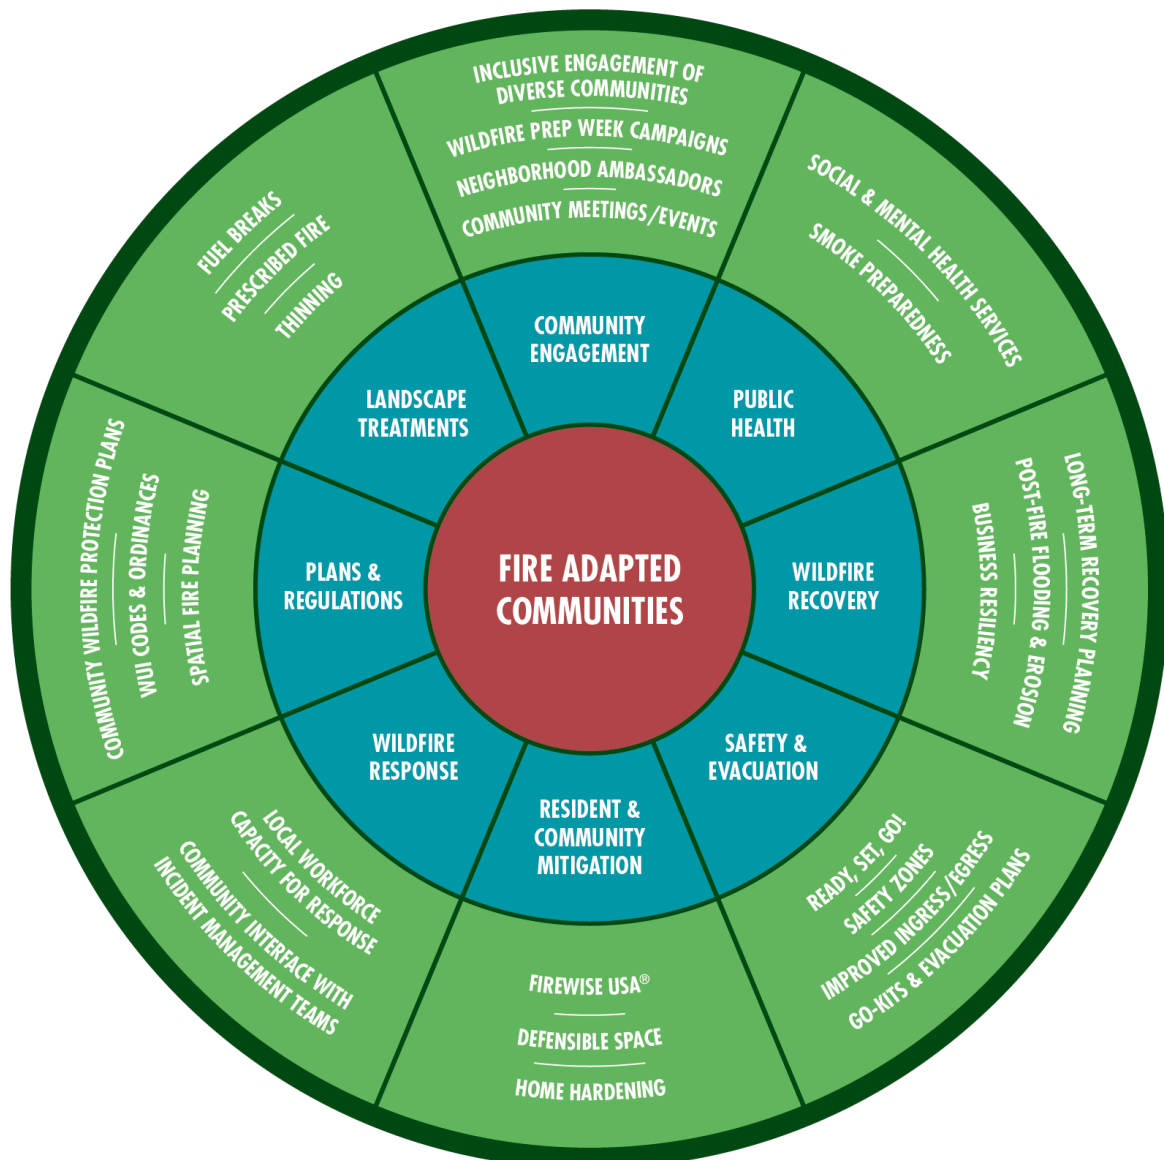 FIRE ADAPTED
COMMUNITIES
COMMUNITY
ENGAGEMENT
INCLUSIVE ENGAGEMENT OF
DIVERSE COMMUNITIES
WILDFIRE PREP WEEK CAMPAIGNS
NEIGHBORHOOD AMBASSADORS
COMMUNITY MEETINGS/EVENTS
PUBLIC
HEALTH
SOCIAL & MENTAL HEALTH SERVICES
SMOKE PREPAREDNESS
WILDFIRE
RECOVERY
LONG-TERM RECOVERY PLANNING
POST-FIRE FLOODING & EROSION
BUSINESS RESILIENCY
SAFETY &
EVACUATION
READY, SET, GO!
SAFETY ZONES
IMPROVED INGRESS/EGRESS
GO-KITS & EVACUATION PLANS
RESIDENT &
COMMUNITY
MITIGATION
FIREWISE USA®
DEFENSIBLE SPACE
HOME HARDENING
WILDFIRE
RESPONSE
LOCAL WORKFORCE
CAPACITY FOR RESPONSE
COMMUNITY INTERFACE WITH
INCIDENT MANAGEMENT TEAMS
PLANS &
REGULATIONS
COMMUNITY WILDFIRE PROTECTION PLANS
WUI CODES & ORDINANCES
SPATIAL FIRE PLANNING
LANDSCAPE
TREATMENTS
FUEL BREAKS
PRESCRIBED FIRE
THINNING